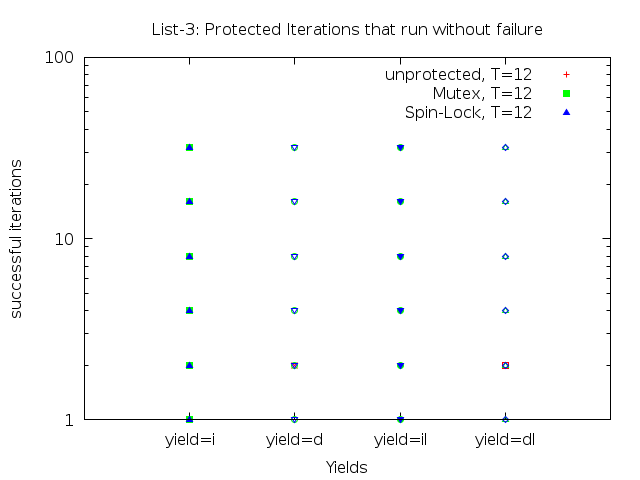 List-3: Protected Iterations that run without failure
100
unprotected, T=12
Mutex, T=12
Spin-Lock, T=12
successful iterations
10
1
yield=i
yield=d
yield=il
yield=dl
Yields